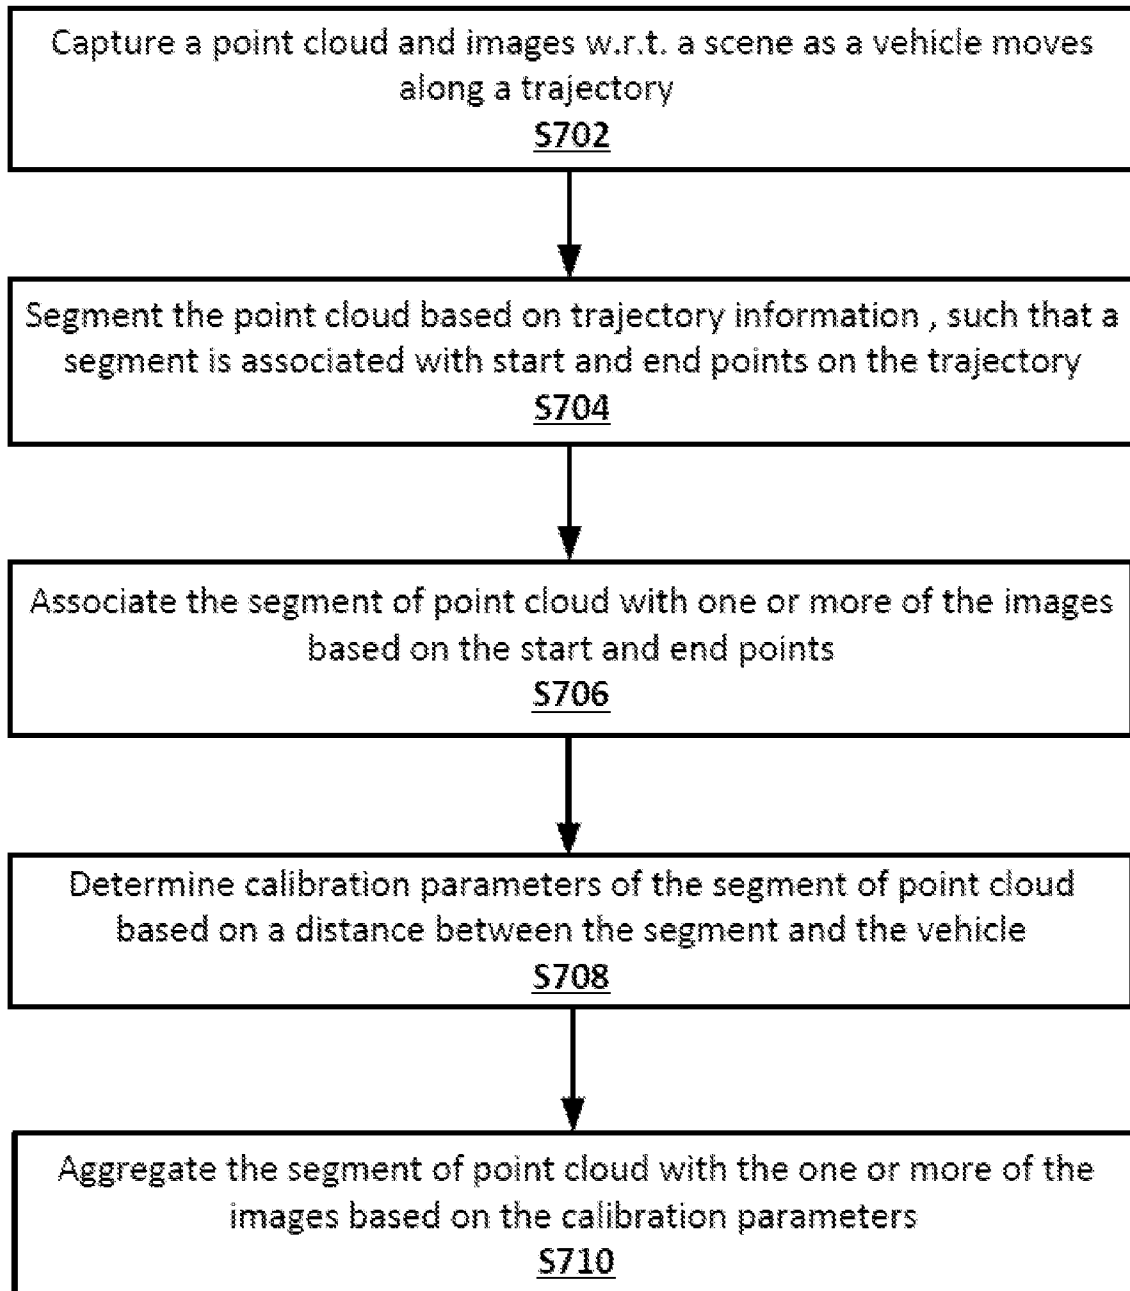 Capture a point cloud and images w.r.t. a scene as a vehicle moves
along a trajectory
S702
Segment the point cloud based on trajectory information , such that a
segment is associated with start and end points on the trajectory
S704
Associate the segment of point cloud with one or more of the images
based on the start and end points
S706
Determine calibration parameters of the segment of point cloud
based on a distance between the segment and the vehicle
S708
Aggregate the segment of point cloud with the one or more of the
images based on the calibration parameters
S710